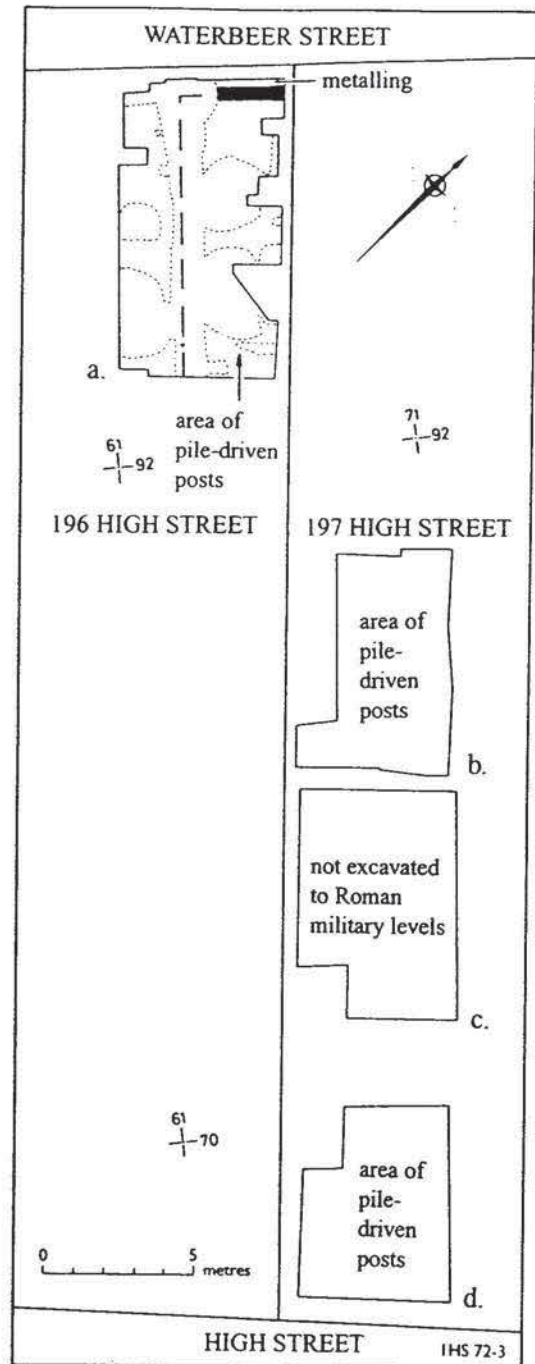 WATERBEER STREET
metalling
a.
area of
pile-driven
posts
61
92
71
92
196 HIGH STREET
197 HIGH STREET
area of
pile-
driven
posts
b.
not excavated
to Roman
military levels
c.
61
70
area of
pile-
driven
posts
0 5
metres
d.
HIGH STREET
IHS 72-3